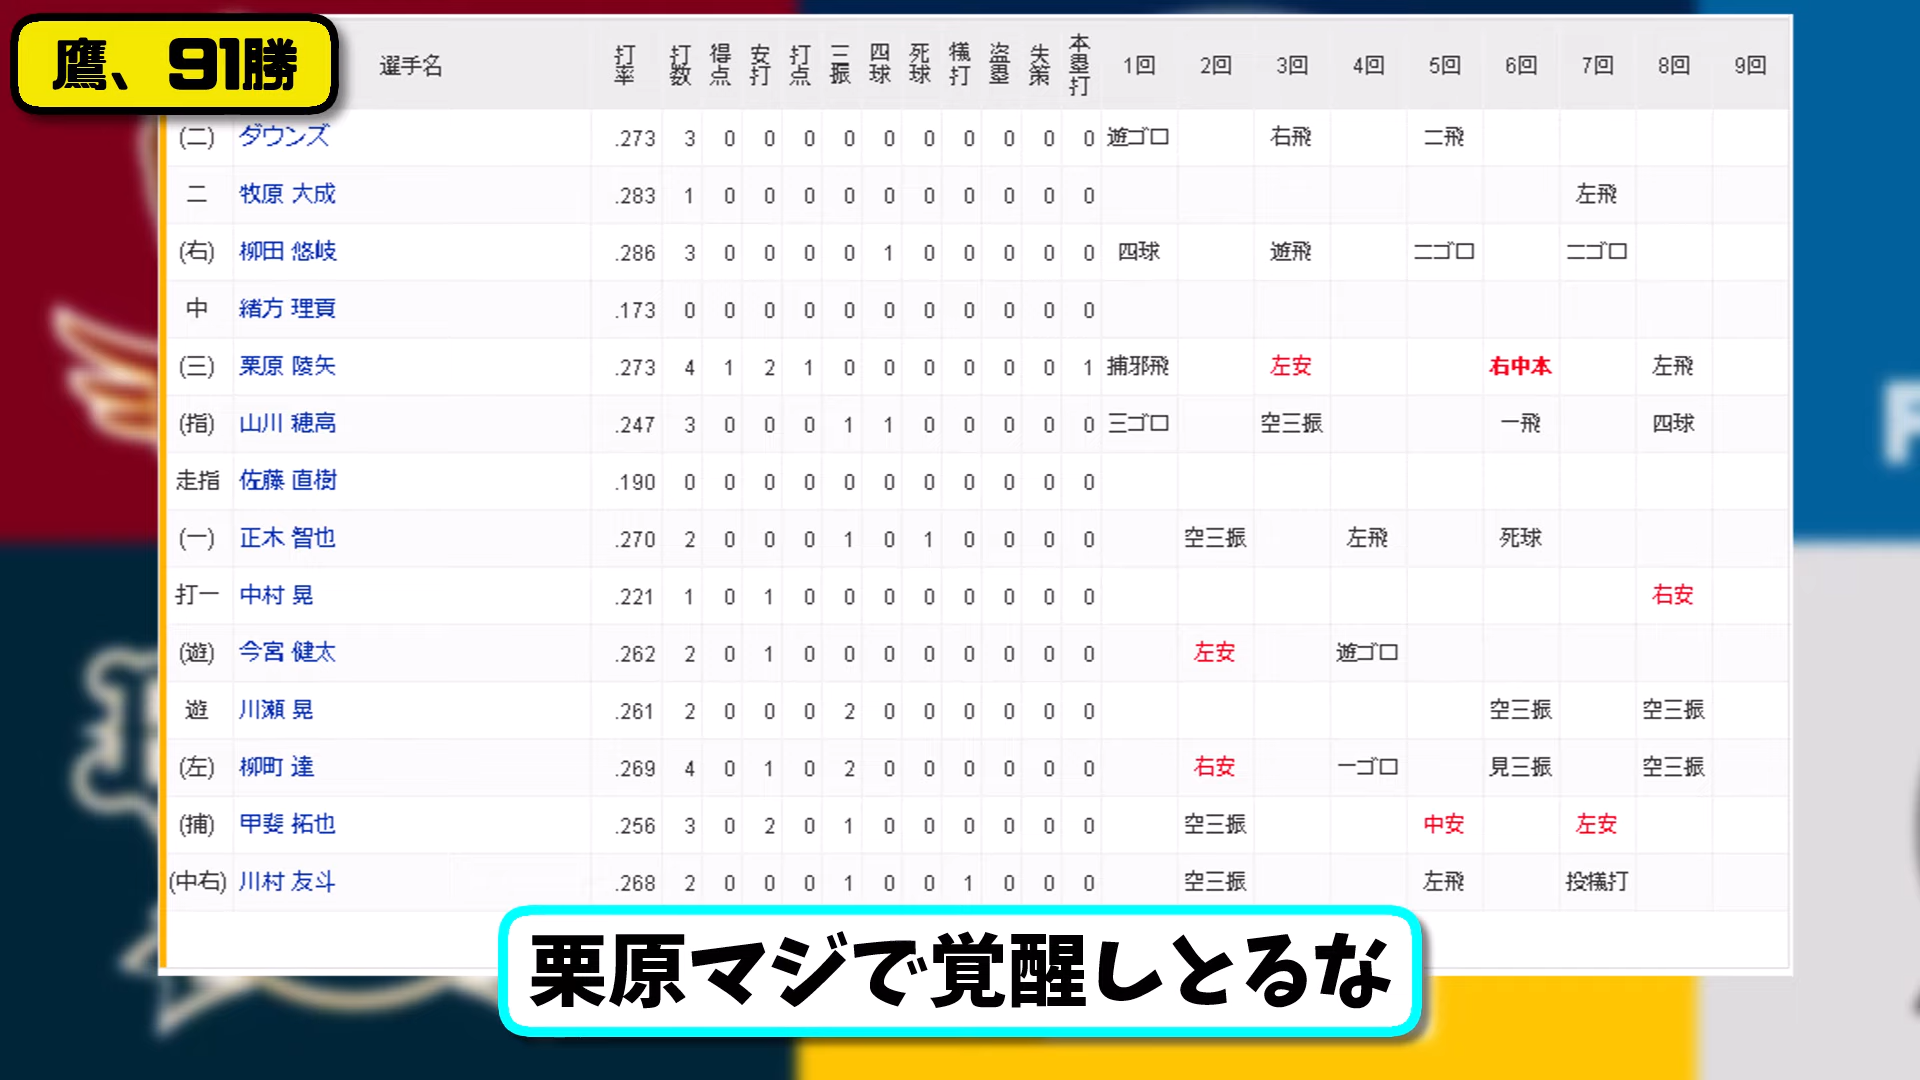 鷹、91勝
選手名 打率 打数 得点 安打 打点 三振 四球 死球 犠打 盗塁 失策 本塁打 1回 2回 3回 4回 5回 6回 7回 8回 9回
(二) ダウンズ .273 3 0 0 0 0 0 0 0 0 0 0 遊ゴロ 右飛 二飛
二 牧原 大成 .283 1 0 0 0 0 0 0 0 0 0 0 左飛
(右) 柳田 悠岐 .286 3 0 0 0 0 1 0 0 0 0 0 四球 遊飛 二ゴロ 二ゴロ
中 緒方 理貢 .173 0 0 0 0 0 0 0 0 0 0 0
(三) 栗原 陵矢 .273 4 1 2 1 0 0 0 0 0 0 1 捕邪飛 左安 右中本 左飛
(指) 山川 穂高 .247 3 0 0 0 1 1 0 0 0 0 0 三ゴロ 空三振 一飛 四球
走指 佐藤 直樹 .190 0 0 0 0 0 0 0 0 0 0 0
(一) 正木 智也 .270 2 0 0 0 1 0 1 0 0 0 0 空三振 左飛 死球
打一 中村 晃 .221 1 0 1 0 0 0 0 0 0 0 0 右安
(遊) 今宮 健太 .262 2 0 1 0 0 0 0 0 0 0 0 左安 遊ゴロ
遊 川瀬 晃 .261 2 0 0 0 2 0 0 0 0 0 0 空三振 空三振
(左) 柳町 達 .269 4 0 1 0 2 0 0 0 0 0 0 右安 一ゴロ 見三振 空三振
(捕) 甲斐 拓也 .256 3 0 2 0 1 0 0 0 0 0 0 空三振 中安 左安
(中右) 川村 友斗 .268 2 0 0 0 1 0 0 1 0 0 0 空三振 左飛 投犠打
栗原マジで覚醒しとるな